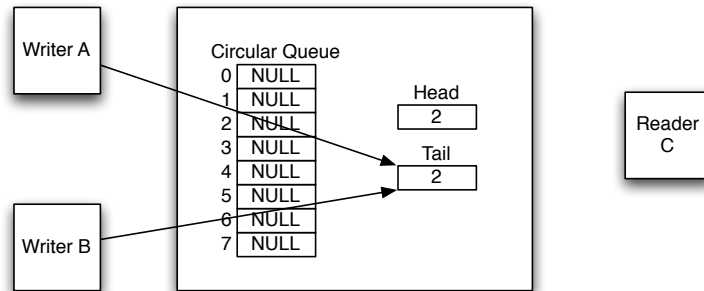 Writer A
Circular Queue
0 NULL
1 NULL
2 NULL
3 NULL
4 NULL
5 NULL
6 NULL
7 NULL
Head
2
Tail
2
Reader
C
Writer B